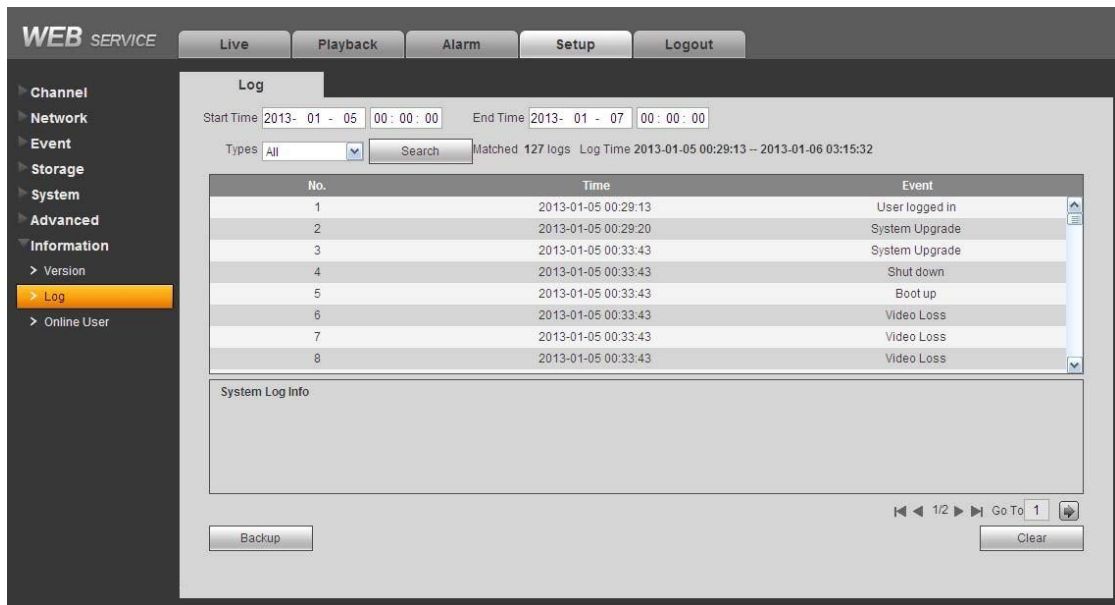 WEB SERVICE
Live Playback Alarm Setup Logout
Channel
Network
Event
Storage
System
Advanced
Information
> Version
> Log
> Online User
Log
Start Time 2013- 01 - 05 00 : 00 : 00 End Time 2013- 01 - 07 00 : 00 : 00
Types All Search Matched 127 logs Log Time 2013-01-05 00:29:13 -- 2013-01-06 03:15:32
No. Time Event
1 2013-01-05 00:29:13 User logged in
2 2013-01-05 00:29:20 System Upgrade
3 2013-01-05 00:33:43 System Upgrade
4 2013-01-05 00:33:43 Shut down
5 2013-01-05 00:33:43 Boot up
6 2013-01-05 00:33:43 Video Loss
7 2013-01-05 00:33:43 Video Loss
8 2013-01-05 00:33:43 Video Loss
System Log Info
1/2 Go To 1
Backup Clear